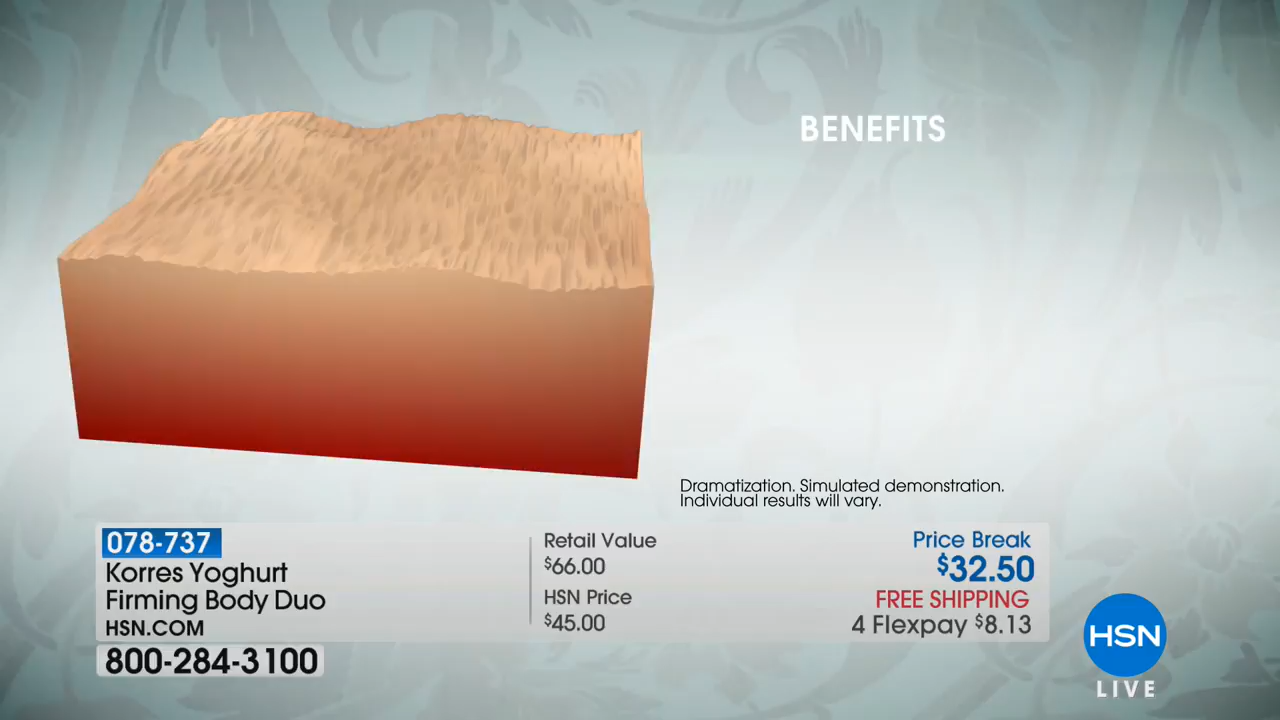 BENEFITS
Dramatization. Simulated demonstration.
Individual results will vary.
078-737
Korres Yoghurt
Firming Body Duo
HSN.COM
800-284-3100
Retail Value
$66.00
HSN Price
$45.00
Price Break
$32.50
FREE SHIPPING
4 Flexpay $8.13
HSN
LIVE